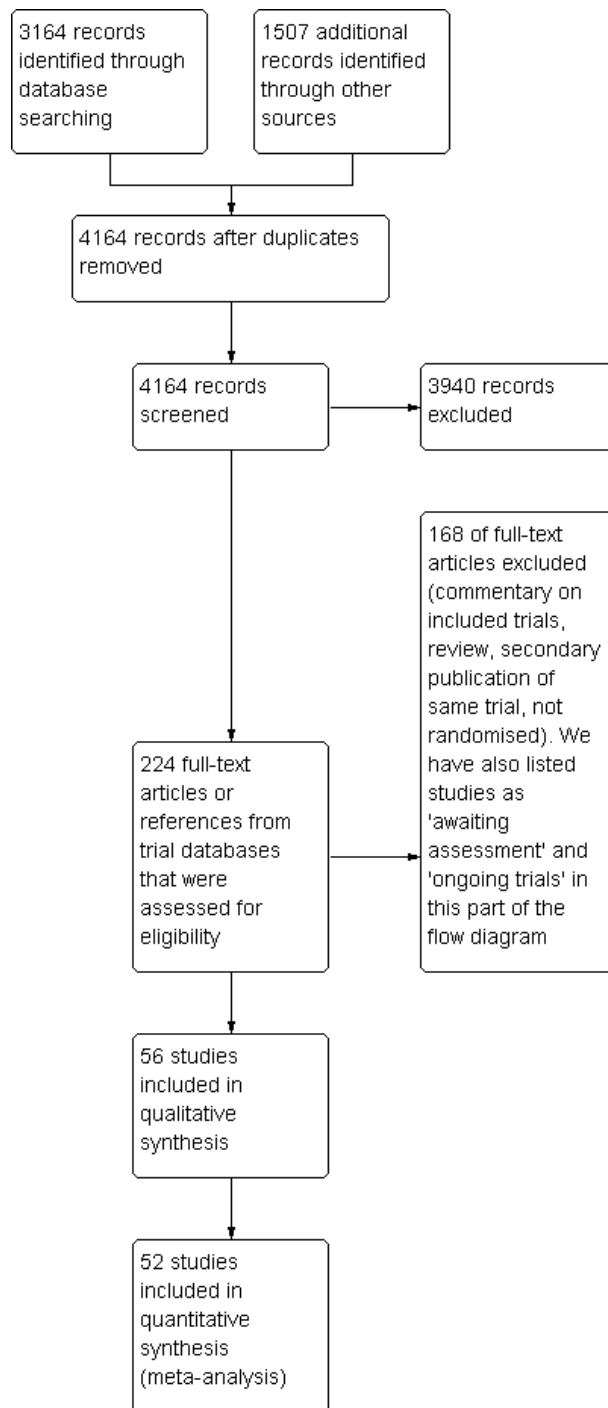 3164 records
identified through
database
searching
1507 additional
records identified
through other
sources
4164 records after duplicates
removed
4164 records
screened
3940 records
excluded
168 of full-text
articles excluded
(commentary on
included trials,
review, secondary
publication of
same trial, not
randomised). We
have also listed
studies as
'awaiting
assessment' and
'ongoing trials' in
this part of the
flow diagram
224 full-text
articles or
references from
trial databases
that were
assessed for
eligibility
56 studies
included in
qualitative
synthesis
52 studies
included in
quantitative
synthesis
(meta-analysis)